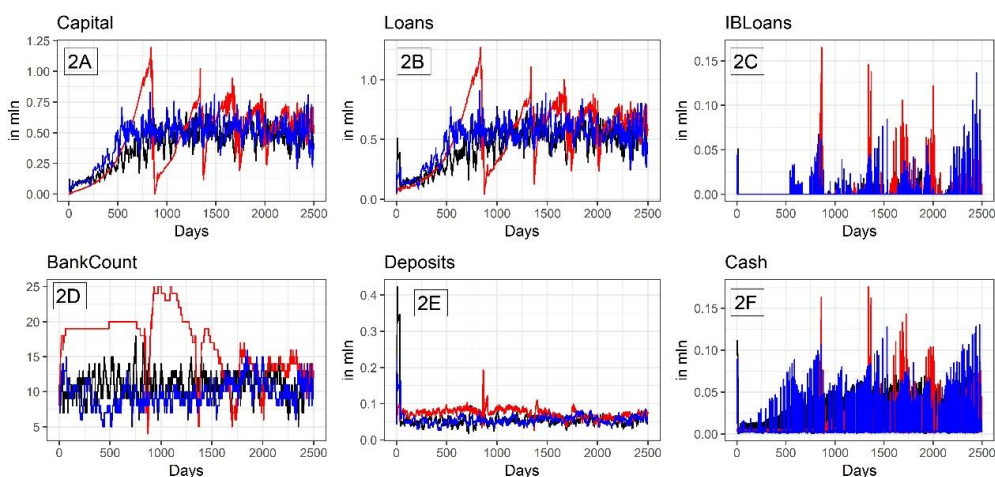 Capital
2A
in mln
1.25
1.00
0.75
0.50
0.25
0.00
0 500 1000 1500 2000 2500
Days
Loans
2B
in mln
1.0
0.5
0.0
0 500 1000 1500 2000 2500
Days
IBLoans
2C
in mln
0.15
0.10
0.05
0.00
0 500 1000 1500 2000 2500
Days
BankCount
2D
25
20
15
10
5
0 500 1000 1500 2000 2500
Days
Deposits
2E
in mln
0.4
0.3
0.2
0.1
0.0
0 500 1000 1500 2000 2500
Days
Cash
2F
in mln
0.15
0.10
0.05
0.00
0 500 1000 1500 2000 2500
Days